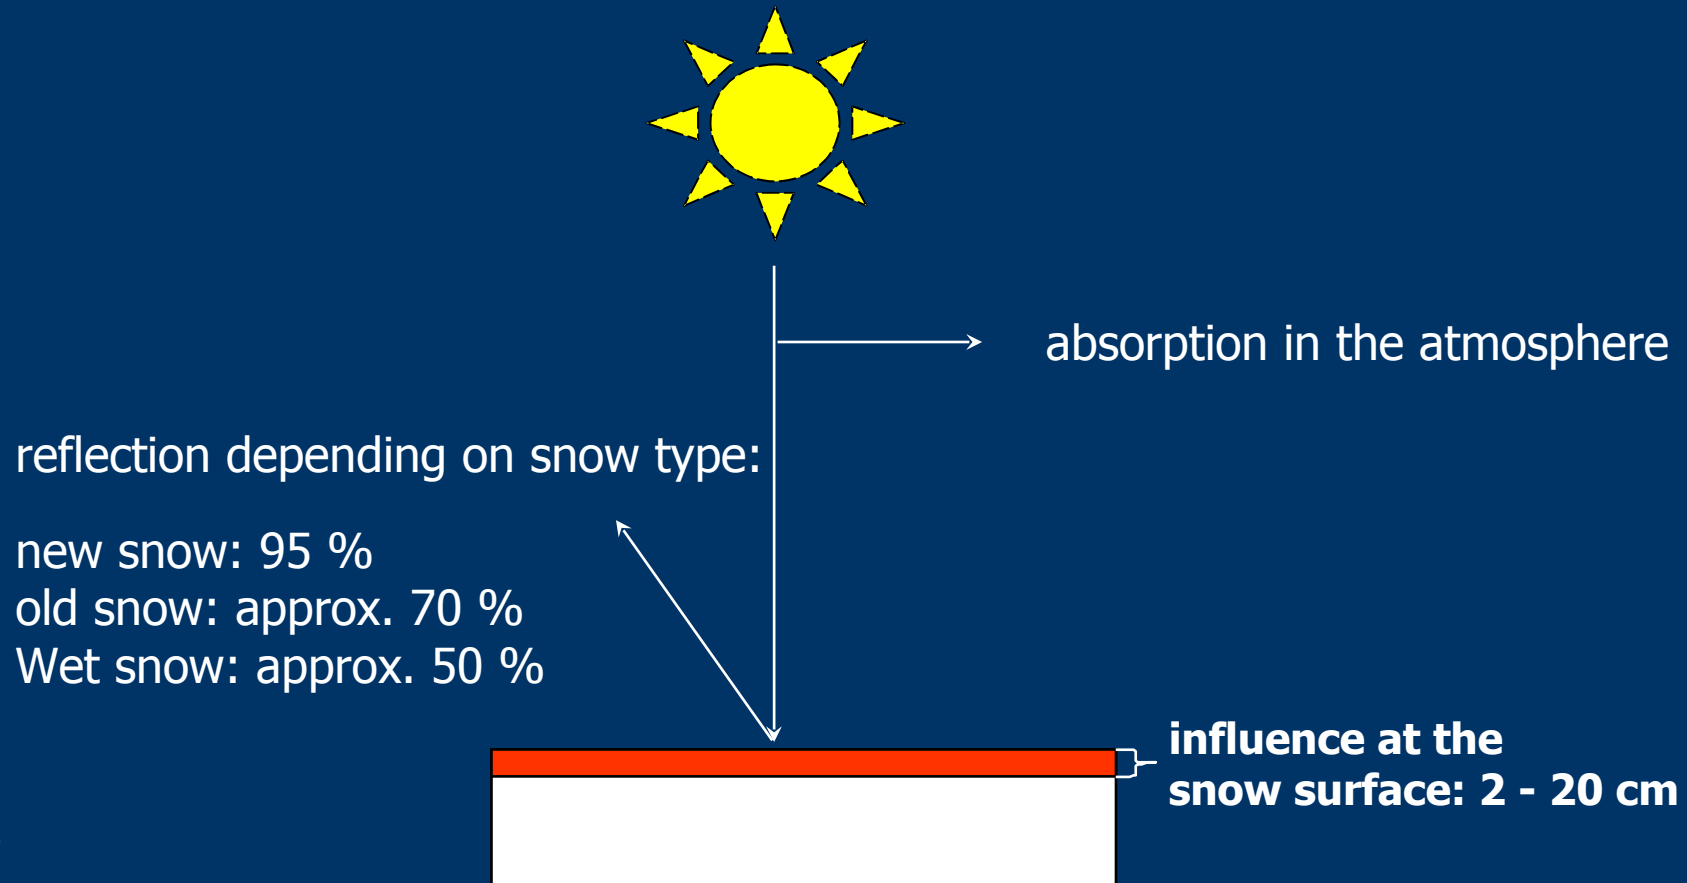 absorption in the atmosphere
reflection depending on snow type:
new snow: 95 %
old snow: approx. 70 %
Wet snow: approx. 50 %
influence at the
snow surface: 2 - 20 cm